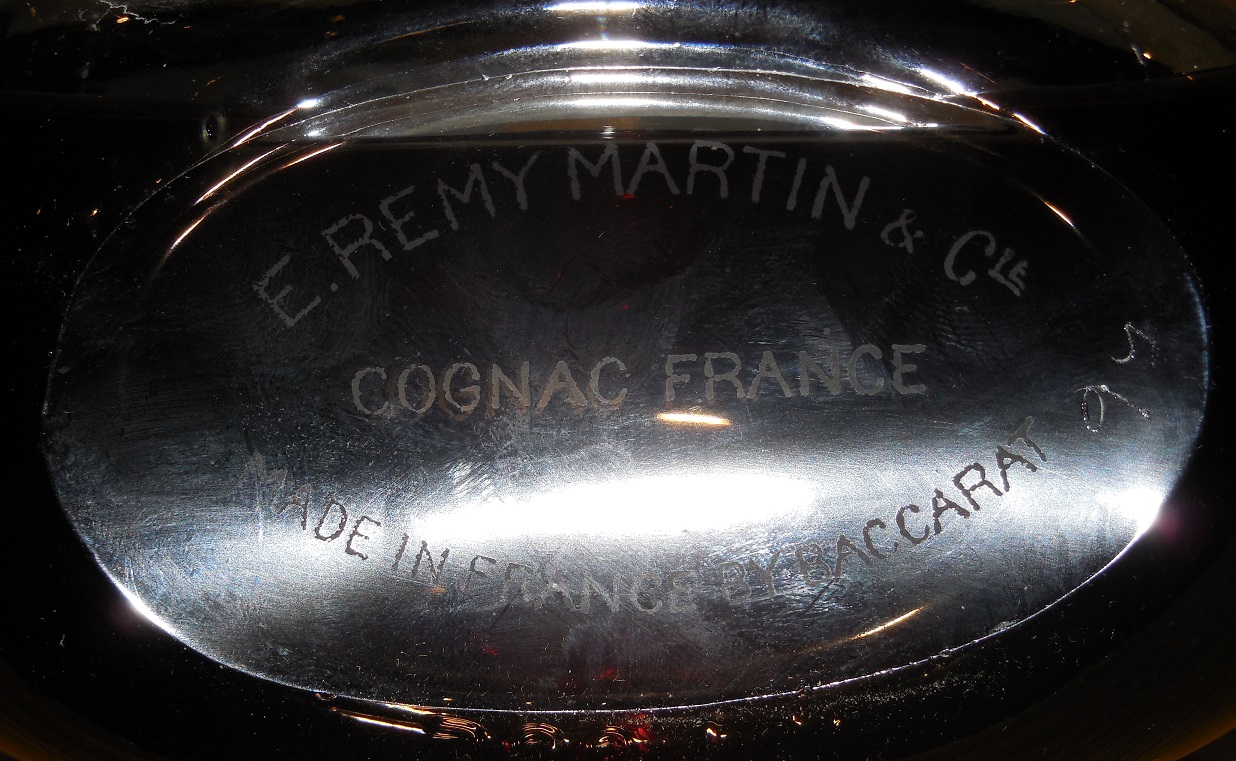 E. REMY MARTIN & CIE
COGNAC FRANCE
MADE IN FRANCE BY BACCARAT